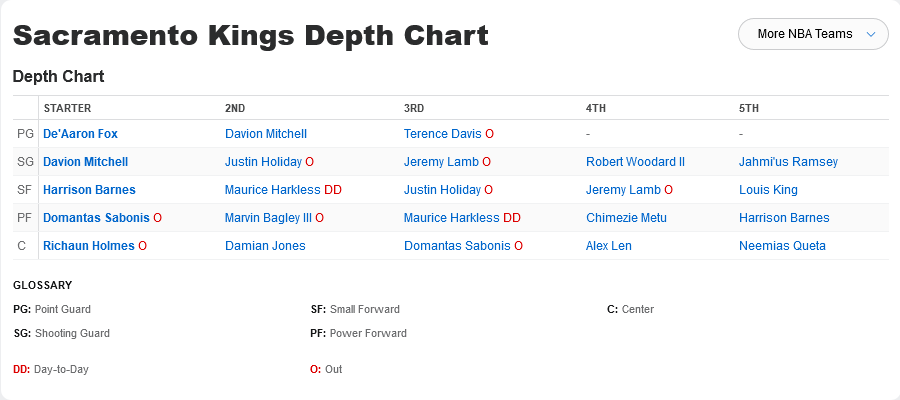 Sacramento Kings Depth Chart
More NBA Teams
Depth Chart
STARTER 2ND 3RD 4TH 5TH
PG De'Aaron Fox Davion Mitchell Terence Davis O - -
SG Davion Mitchell Justin Holiday O Jeremy Lamb O Robert Woodard II Jahmi'us Ramsey
SF Harrison Barnes Maurice Harkless DD Justin Holiday O Jeremy Lamb O Louis King
PF Domantas Sabonis O Marvin Bagley III O Maurice Harkless DD Chimezie Metu Harrison Barnes
C Richaun Holmes O Damian Jones Domantas Sabonis O Alex Len Neemias Queta
GLOSSARY
PG: Point Guard SF: Small Forward C: Center
SG: Shooting Guard PF: Power Forward
DD: Day-to-Day O: Out